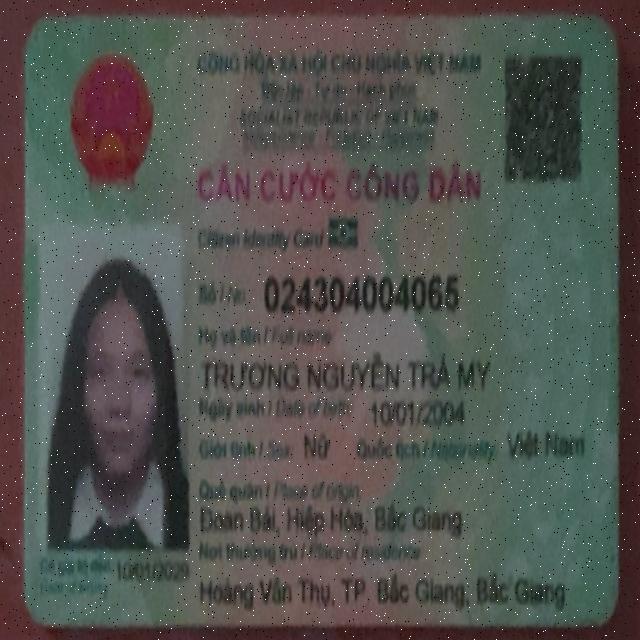 CỘNG HÒA XÃ HỘI CHỦ NGHĨA VIỆT NAM
Độc lập - Tự do - Hạnh phúc
SOCIALIST REPUBLIC OF VIET NAM
CĂN CƯỚC CÔNG DÂN
Citizen Identity Card
Số / No: 024304004065
Họ và tên / Full name
TRƯƠNG NGUYỄN TRÀ MY
Ngày sinh / Date of birth: 10/01/2004
Giới tính / Sex: Nữ Quốc tịch / Nationality: Việt Nam
Quê quán / Place of origin
Đoan Bái, Hiệp Hòa, Bắc Giang
Nơi thường trú / Place of residence
Hoàng Văn Thụ, TP. Bắc Giang, Bắc Giang
Có giá trị đến 10/01/2029